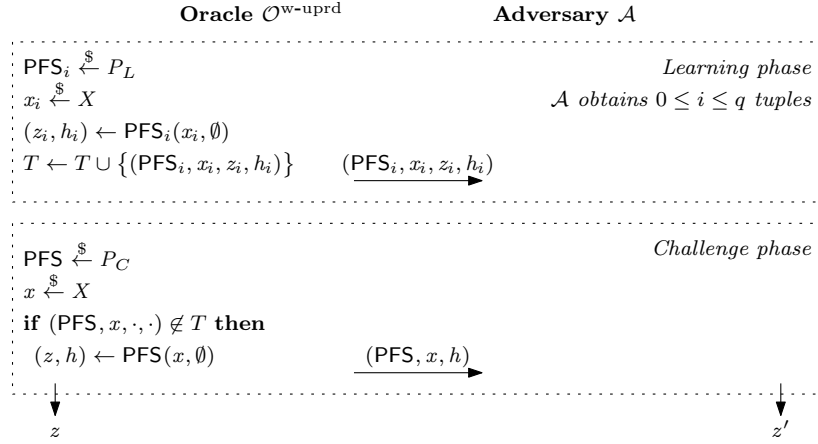 Oracle 𝒪^w-uprd Adversary 𝒜
PFS_i ←$ P_L Learning phase
x_i ←$ X 𝒜 obtains 0 ≤ i ≤ q tuples
(z_i, h_i) ← PFS_i(x_i, ∅)
T ← T ∪ {(PFS_i, x_i, z_i, h_i)} (PFS_i, x_i, z_i, h_i)
PFS ←$ P_C Challenge phase
x ←$ X
if (PFS, x, ·, ·) ∉ T then
(z, h) ← PFS(x, ∅) (PFS, x, h)
z z′